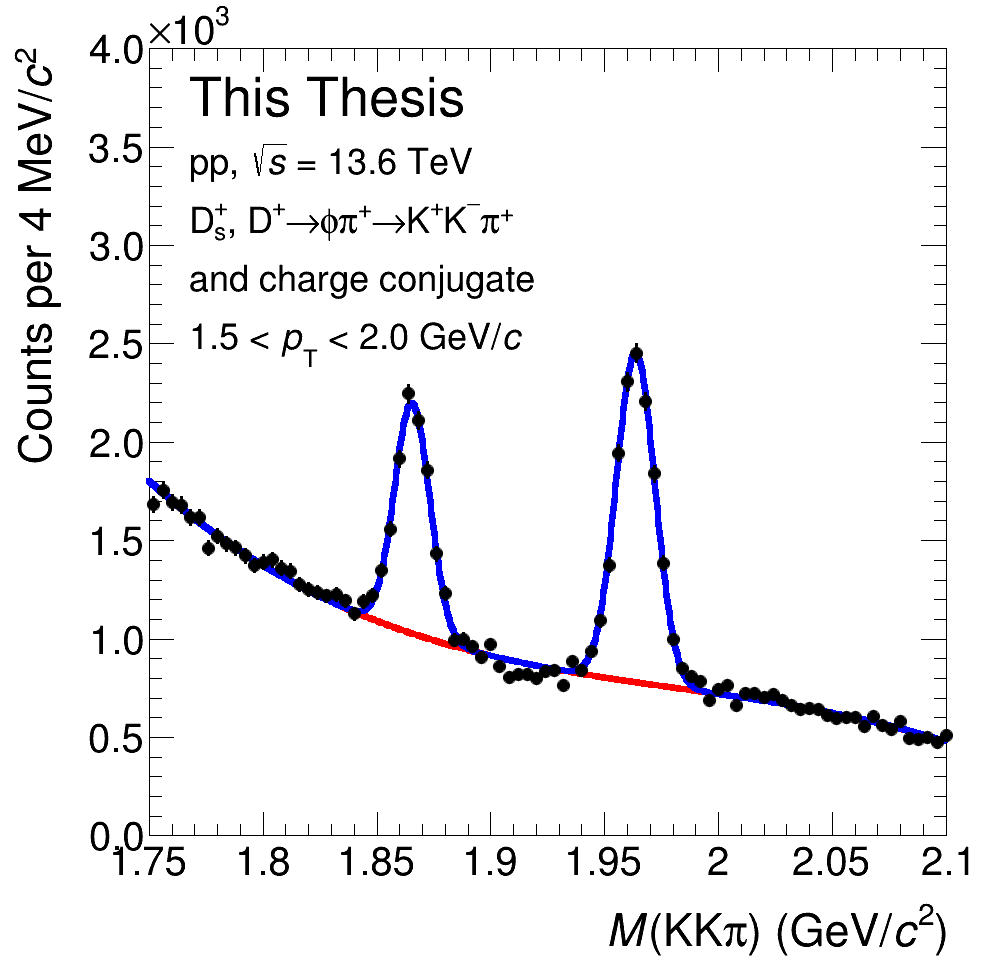 ×10³
4.0
3.5
3.0
2.5
2.0
1.5
1.0
0.5
0.0
Counts per 4 MeV/c²
This Thesis
pp, √s = 13.6 TeV
Dₛ⁺, D⁺→ϕπ⁺→K⁺K⁻π⁺
and charge conjugate
1.5 < p_T < 2.0 GeV/c
1.75 1.8 1.85 1.9 1.95 2 2.05 2.1
M(KKπ) (GeV/c²)